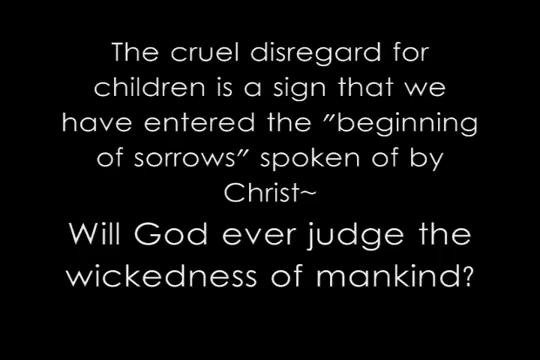 The cruel disregard for
children is a sign that we
have entered the "beginning
of sorrows" spoken of by
Christ~
Will God ever judge the
wickedness of mankind?